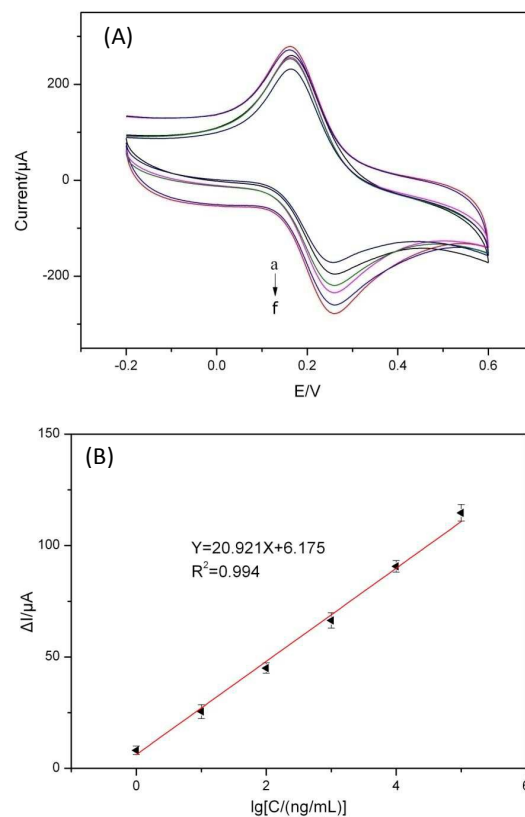 (A)
200
0
-200
Current/μA
a
f
-0.2 0.0 0.2 0.4 0.6
E/V
(B)
150
100
50
0
ΔI/μA
Y=20.921X+6.175
R²=0.994
0 2 4 6
lg[C/(ng/mL)]